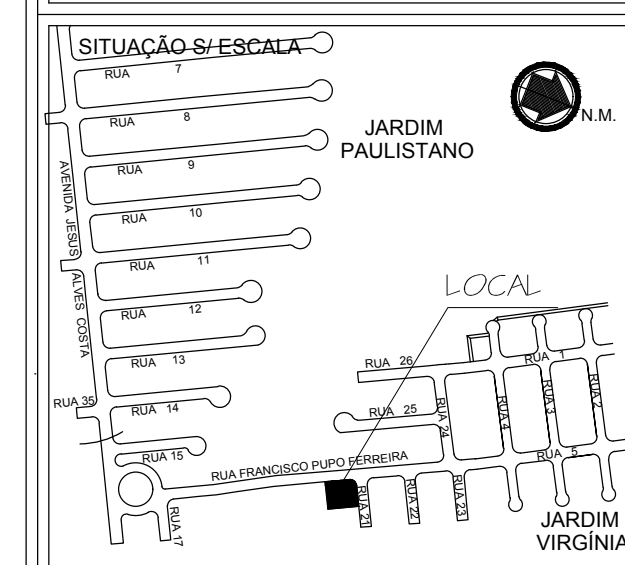 SITUAÇÃO S/ ESCALA
RUA 7
RUA 8
N.M.
JARDIM
PAULISTANO
RUA 9
AVENIDA JESUS
RUA 10
RUA 11
ALVES COSTA
LOCAL
RUA 12
RUA 13
RUA 26
RUA 1
RUA 35
RUA 14
RUA 25
RUA 24
RUA 4
RUA 3
RUA 2
RUA 15
RUA FRANCISCO PUPO FERREIRA
RUA 5
RUA 17
RUA 21
RUA 22
RUA 23
JARDIM
VIRGÍNIA